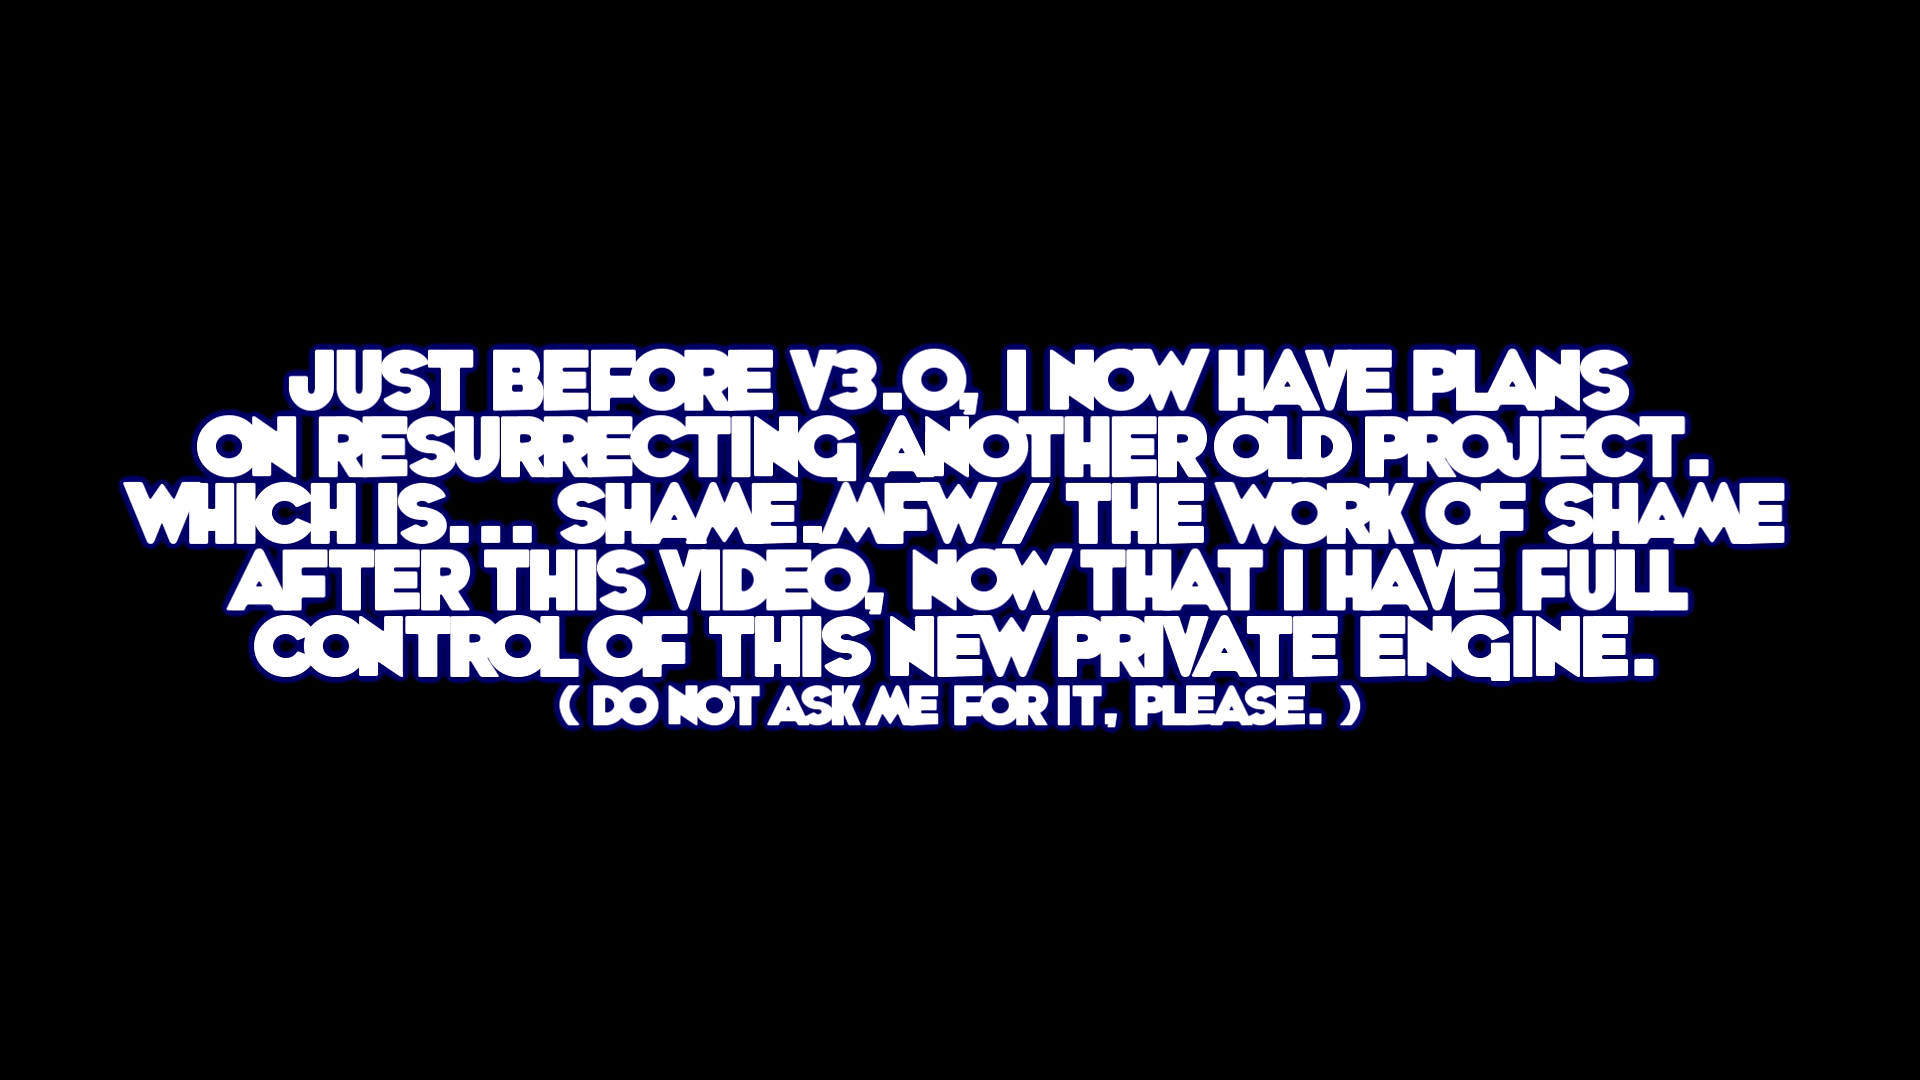 JUST BEFORE V3.0, I NOW HAVE PLANS
ON RESURRECTING ANOTHER OLD PROJECT.
WHICH IS... SHAME.MFW / THE WORK OF SHAME
AFTER THIS VIDEO, NOW THAT I HAVE FULL
CONTROL OF THIS NEW PRIVATE ENGINE.
( DO NOT ASK ME FOR IT, PLEASE. )